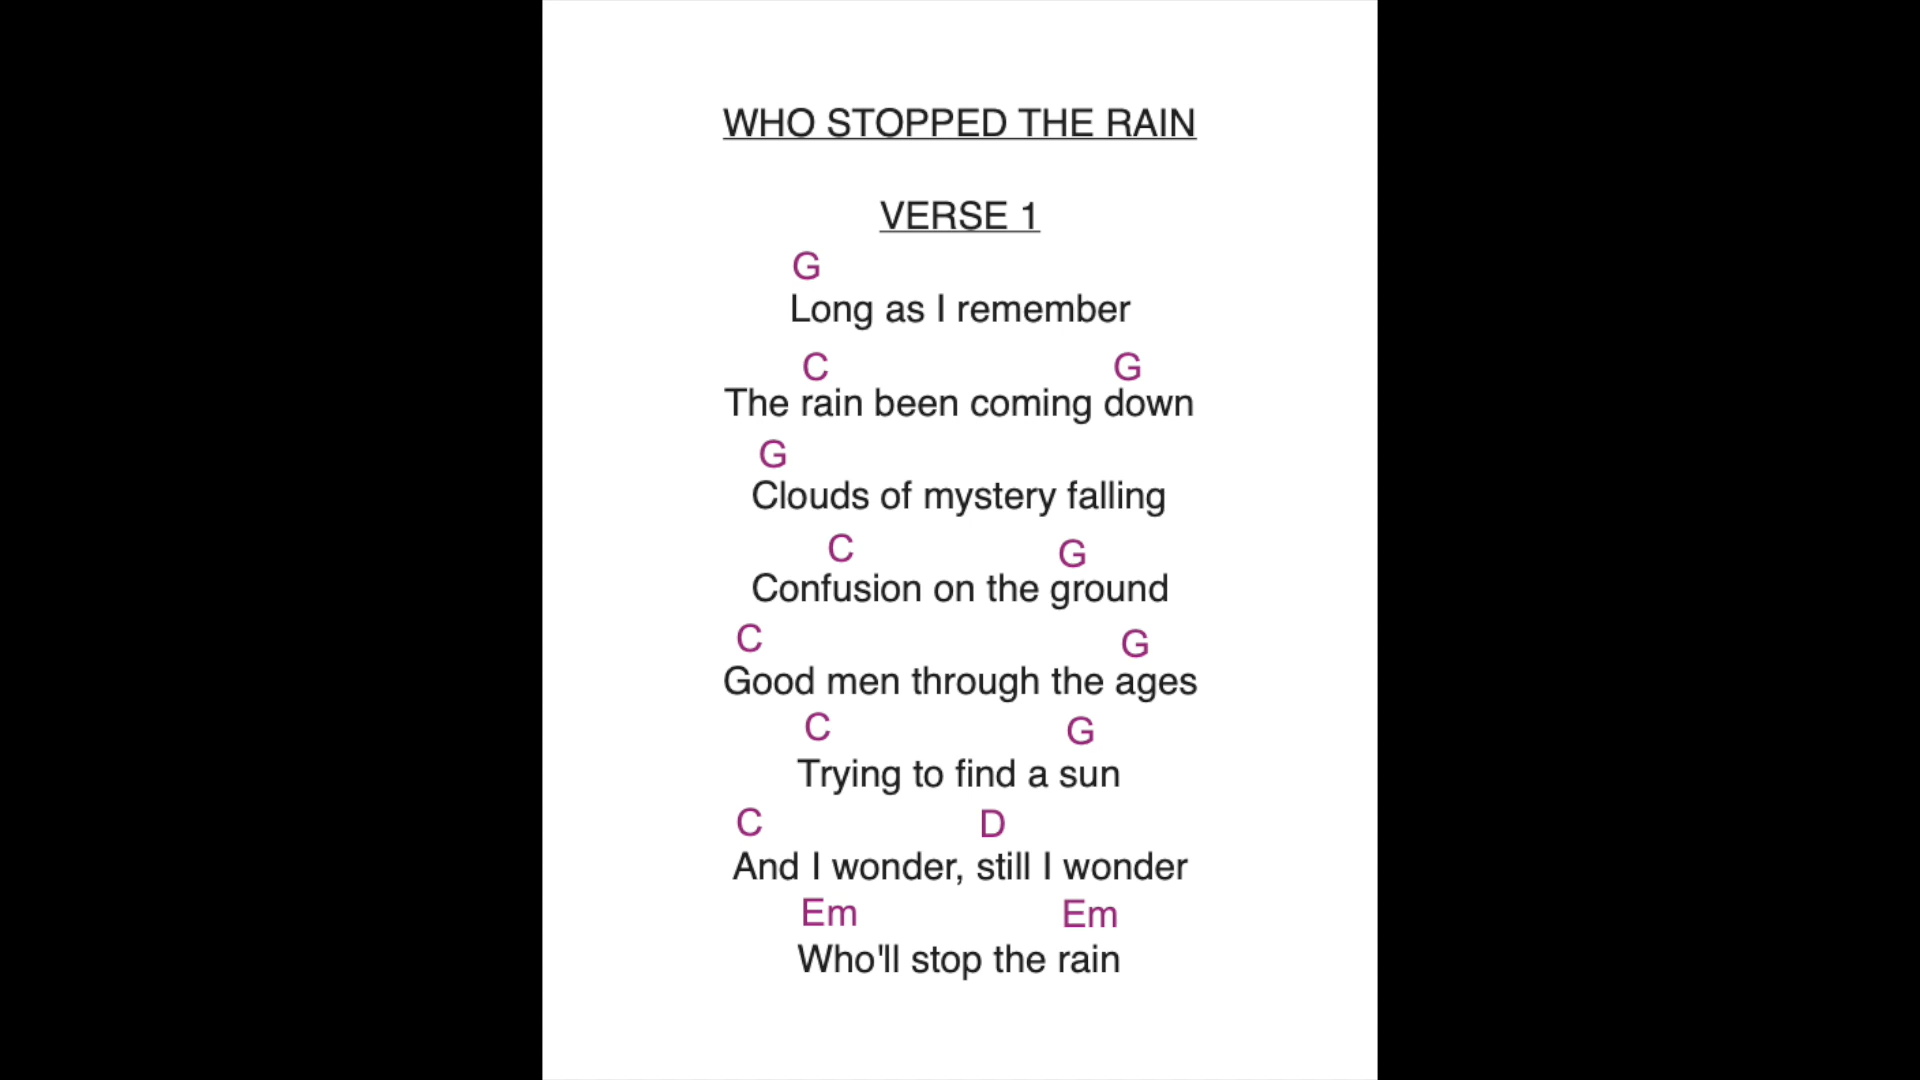 WHO STOPPED THE RAIN
VERSE 1
G
Long as I remember
C G
The rain been coming down
G
Clouds of mystery falling
C G
Confusion on the ground
C G
Good men through the ages
C G
Trying to find a sun
C D
And I wonder, still I wonder
Em Em
Who'll stop the rain